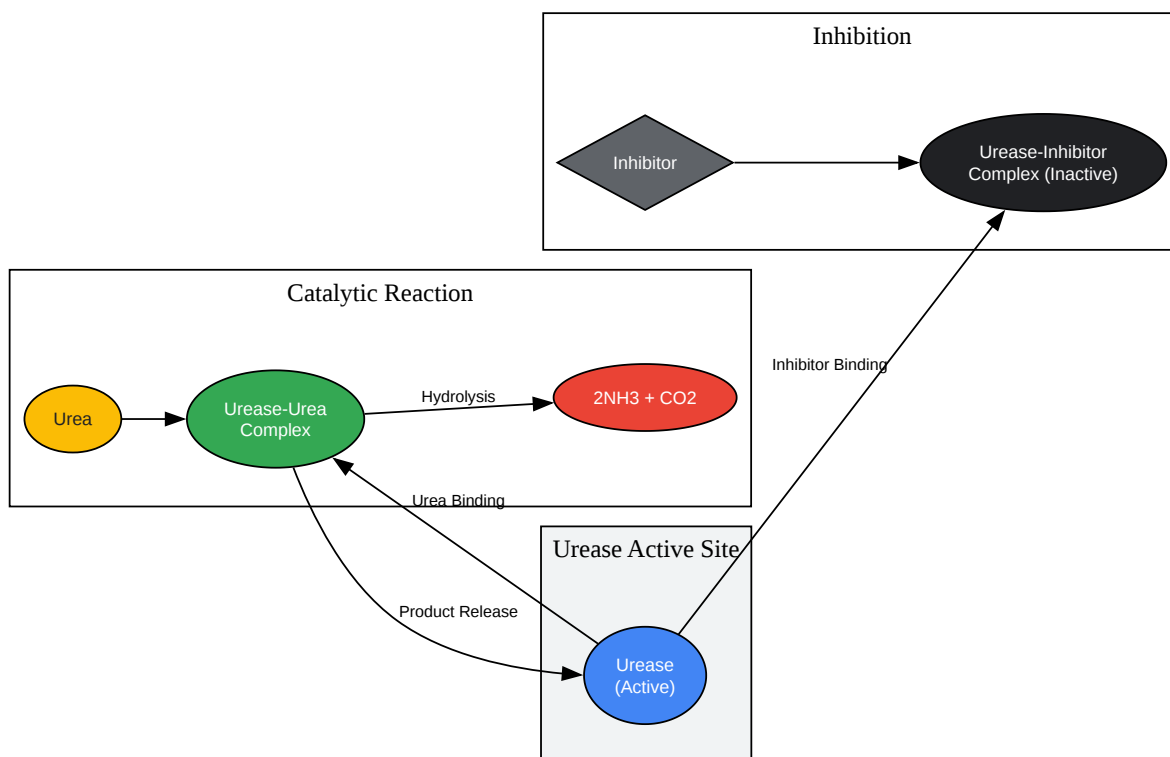 Inhibition
Inhibitor
Urease-Inhibitor
Complex (Inactive)
Catalytic Reaction
Urea
Urease-Urea
Complex
Hydrolysis
2NH3 + CO2
Inhibitor Binding
Urea Binding
Urease Active Site
Product Release
Urease
(Active)